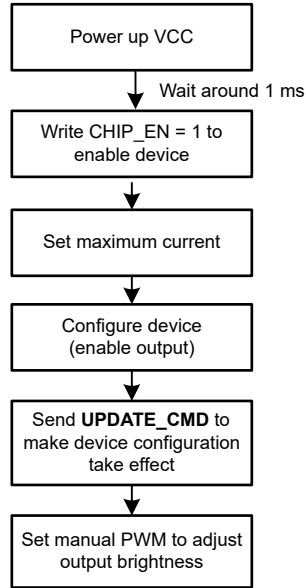 Power up VCC
Wait around 1 ms
Write CHIP_EN = 1 to
enable device
Set maximum current
Configure device
(enable output)
Send UPDATE_CMD to
make device configuration
take effect
Set manual PWM to adjust
output brightness